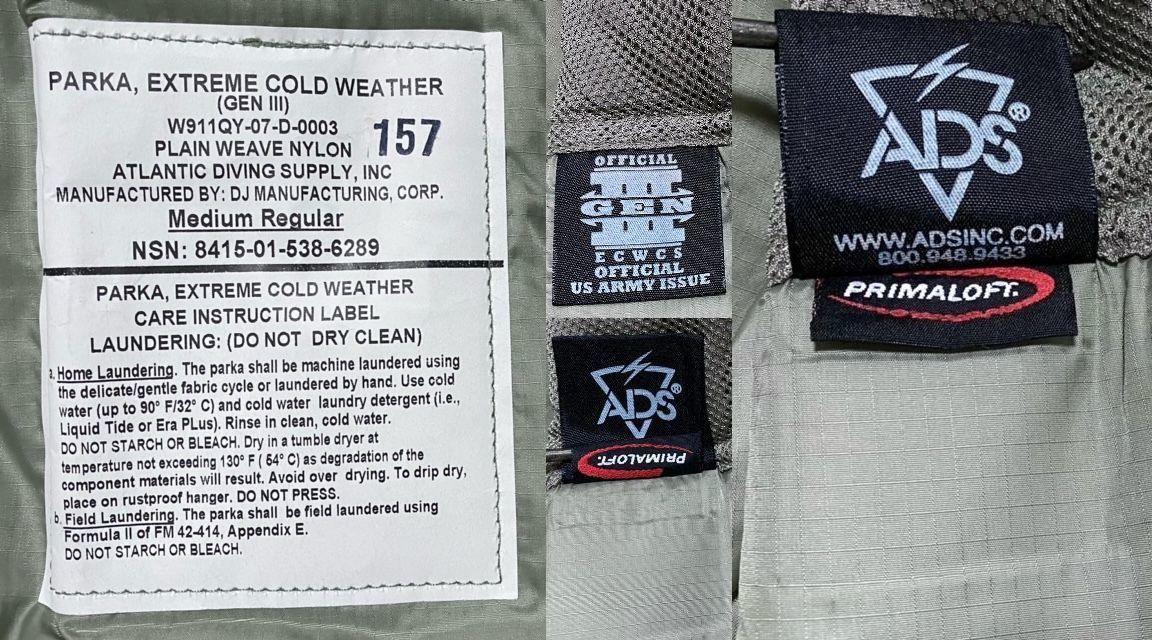 PARKA, EXTREME COLD WEATHER
(GEN III)
W911QY-07-D-0003
157
PLAIN WEAVE NYLON
ATLANTIC DIVING SUPPLY, INC
MANUFACTURED BY: DJ MANUFACTURING, CORP.
Medium Regular
NSN: 8415-01-538-6289
PARKA, EXTREME COLD WEATHER
CARE INSTRUCTION LABEL
LAUNDERING: (DO NOT DRY CLEAN)
a. Home Laundering. The parka shall be machine laundered using
the delicate/gentle fabric cycle or laundered by hand. Use cold
water (up to 90° F/32° C) and cold water laundry detergent (i.e.,
Liquid Tide or Era Plus). Rinse in clean, cold water.
DO NOT STARCH OR BLEACH. Dry in a tumble dryer at
temperature not exceeding 130° F ( 54° C) as degradation of the
component materials will result. Avoid over drying. To drip dry,
place on rustproof hanger. DO NOT PRESS.
b. Field Laundering. The parka shall be field laundered using
Formula II of FM 42-414, Appendix E.
DO NOT STARCH OR BLEACH.
OFFICIAL
III
GEN
III
ECWCS
OFFICIAL
US ARMY ISSUE
ADS®
PRIMALOFT.
ADS®
WWW.ADSINC.COM
800.948.9433
PRIMALOFT.